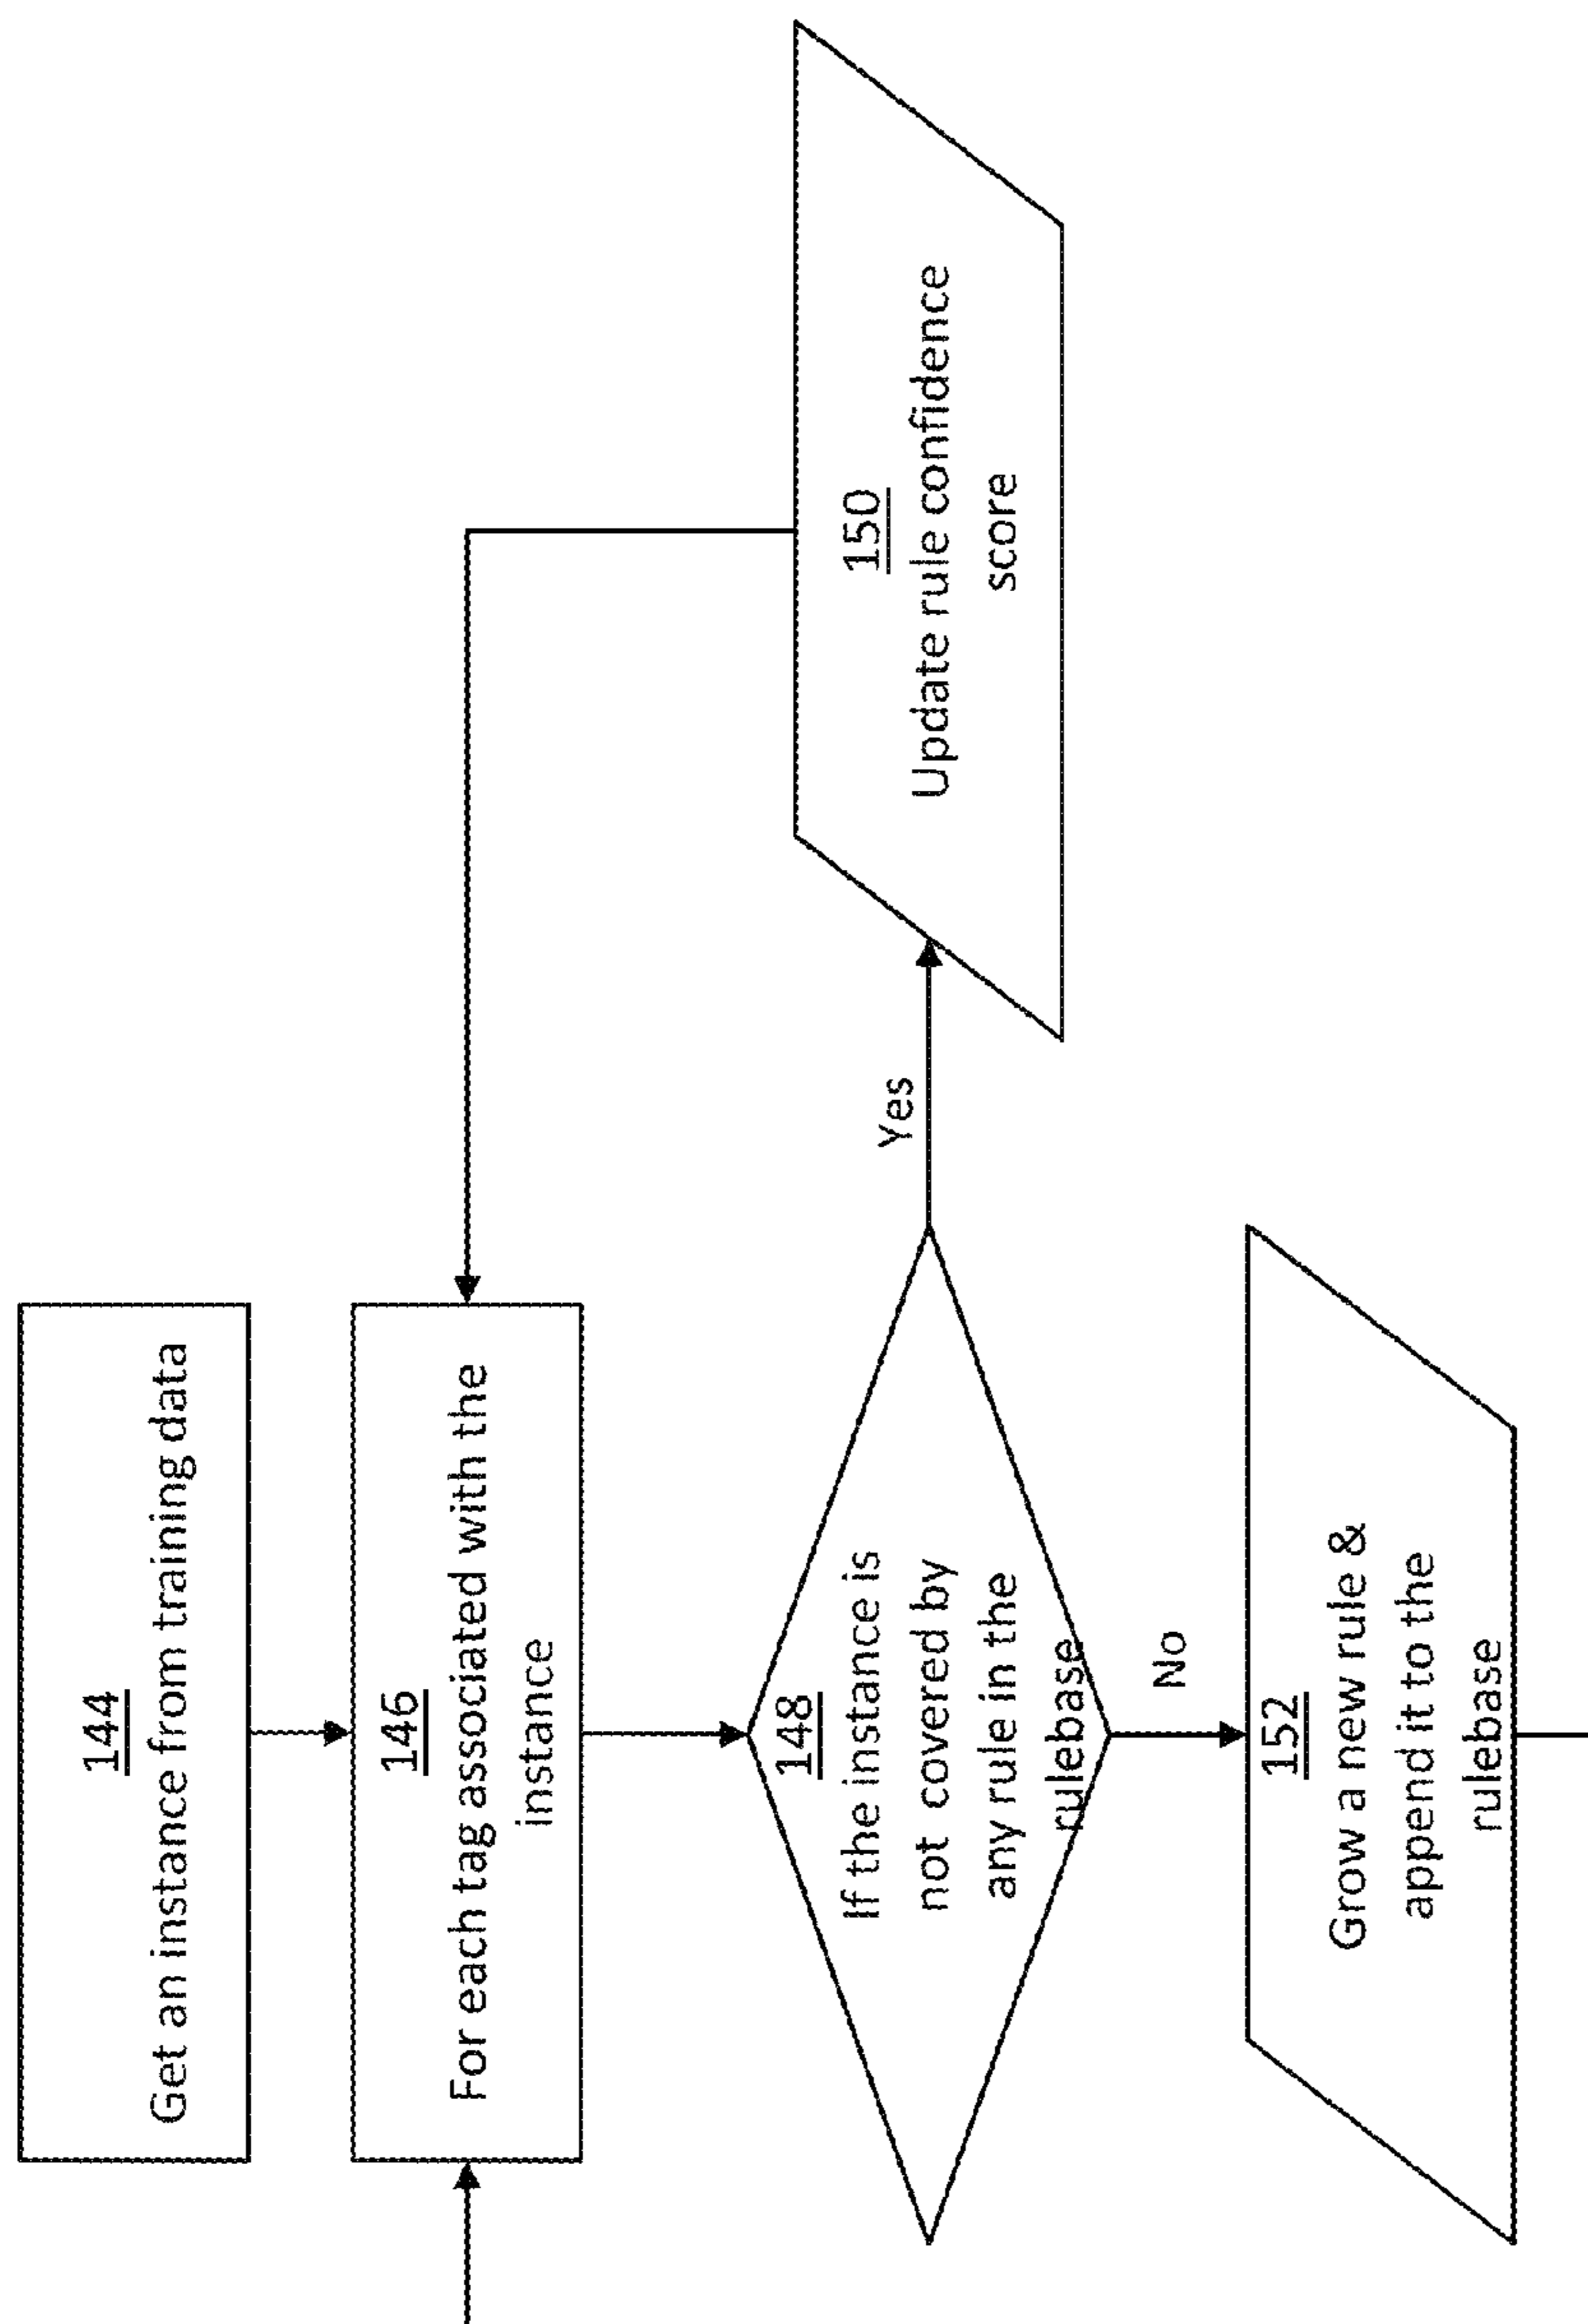 144
Get an instance from training data
146
For each tag associated with the
instance
148
If the instance is
not covered by
any rule in the
rulebase
Yes
150
Update rule confidence
score
No
152
Grow a new rule &
append it to the
rulebase